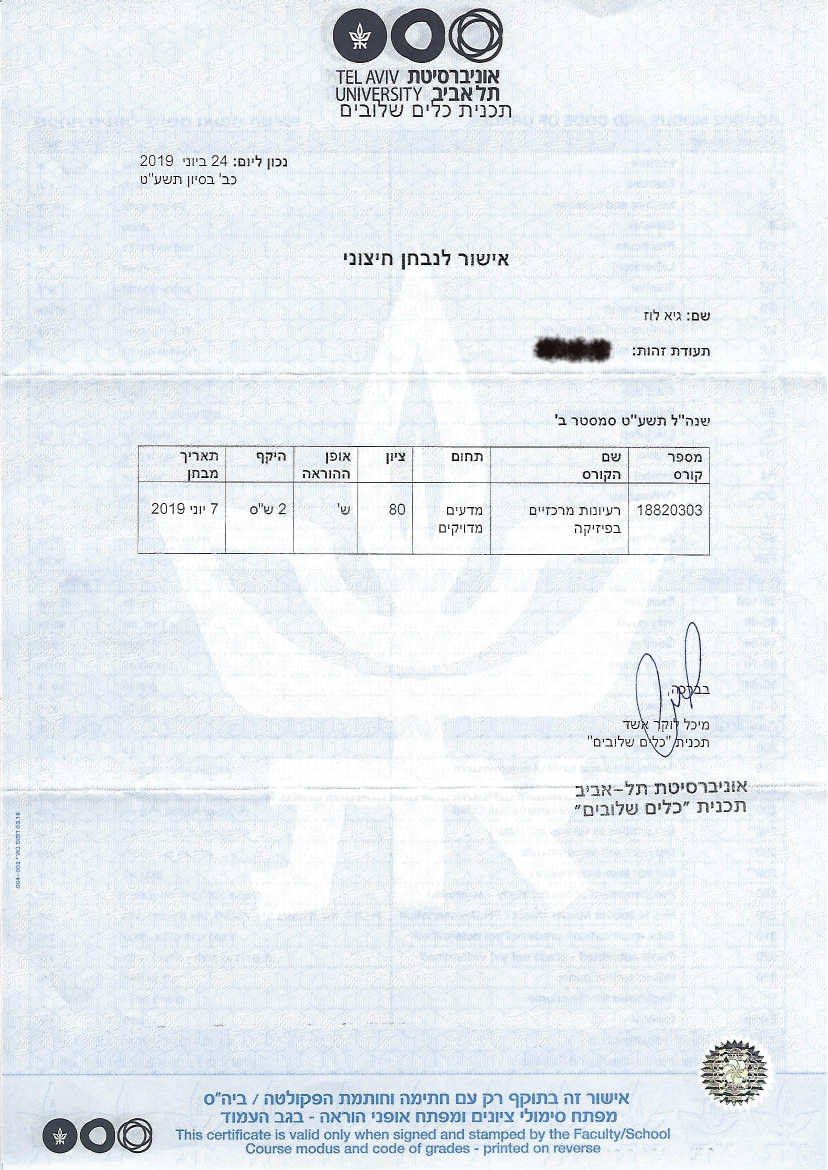 TEL AVIV אוניברסיטת
UNIVERSITY תל אביב
תכנית כלים שלובים
נכון ליום: 24 ביוני 2019
כב' בסיון תשע"ט
אישור לנבחן חיצוני
שם: גיא לוז
תעודת זהות:
שנה"ל תשע"ט סמסטר ב'
מספר קורס | שם הקורס | תחום | ציון | אופן ההוראה | היקף | תאריך מבחן
18820303 | רעיונות מרכזיים בפיזיקה | מדעים מדויקים | 80 | ש' | 2 ש"ס | 7 יוני 2019
בברכה,
מיכל לוקר אשד
תכנית "כלים שלובים"
אוניברסיטת תל-אביב
תכנית "כלים שלובים"
אישור זה בתוקף רק עם חתימה וחותמת הפקולטה / ביה"ס
מפתח סימולי ציונים ומפתח אופני הוראה - בגב העמוד
This certificate is valid only when signed and stamped by the Faculty/School
Course modus and code of grades - printed on reverse